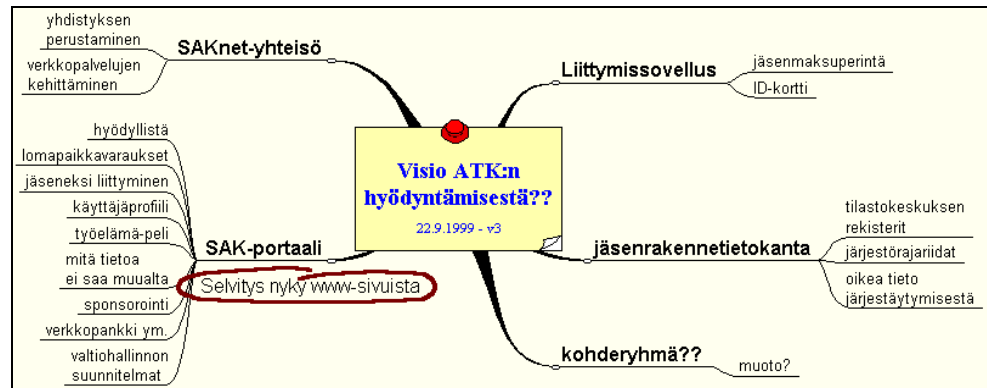 yhdistyksen
perustaminen
verkkopalvelujen
kehittäminen
SAKnet-yhteisö
Liittymissovellus
jäsenmaksuperintä
ID-kortti
Visio ATK:n
hyödyntämisestä??
22.9.1999 - v3
hyödyllistä
lomapaikkavaraukset
jäseneksi liittyminen
käyttäjäprofiili
työelämä-peli
mitä tietoa
ei saa muualta
sponsorointi
verkkopankki ym.
valtiohallinnon
suunnitelmat
SAK-portaali
Selvitys nyky www-sivuista
jäsenrakennetietokanta
tilastokeskuksen
rekisterit
järjestörajariidat
oikea tieto
järjestäytymisestä
kohderyhmä??
muoto?